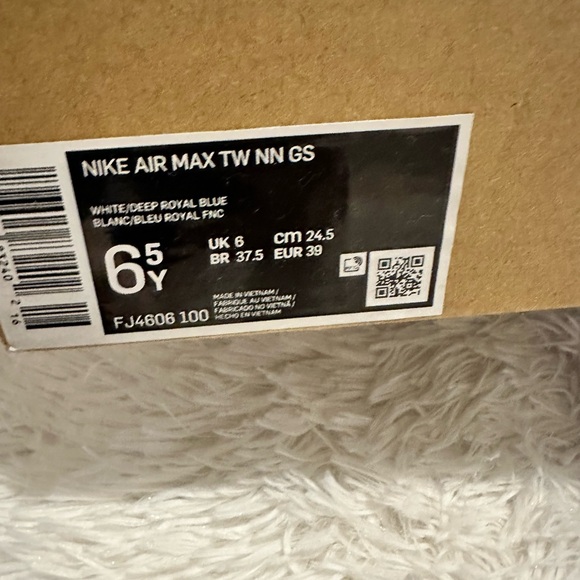 NIKE AIR MAX TW NN GS
WHITE/DEEP ROYAL BLUE
BLANC/BLEU ROYAL FNC
6 5 Y
UK 6 cm 24.5
BR 37.5 EUR 39
FJ4606 100
MADE IN VIETNAM /
FABRIQUE AU VIETNAM /
FABRICADO NO VIETNÃ /
HECHO EN VIETNAM